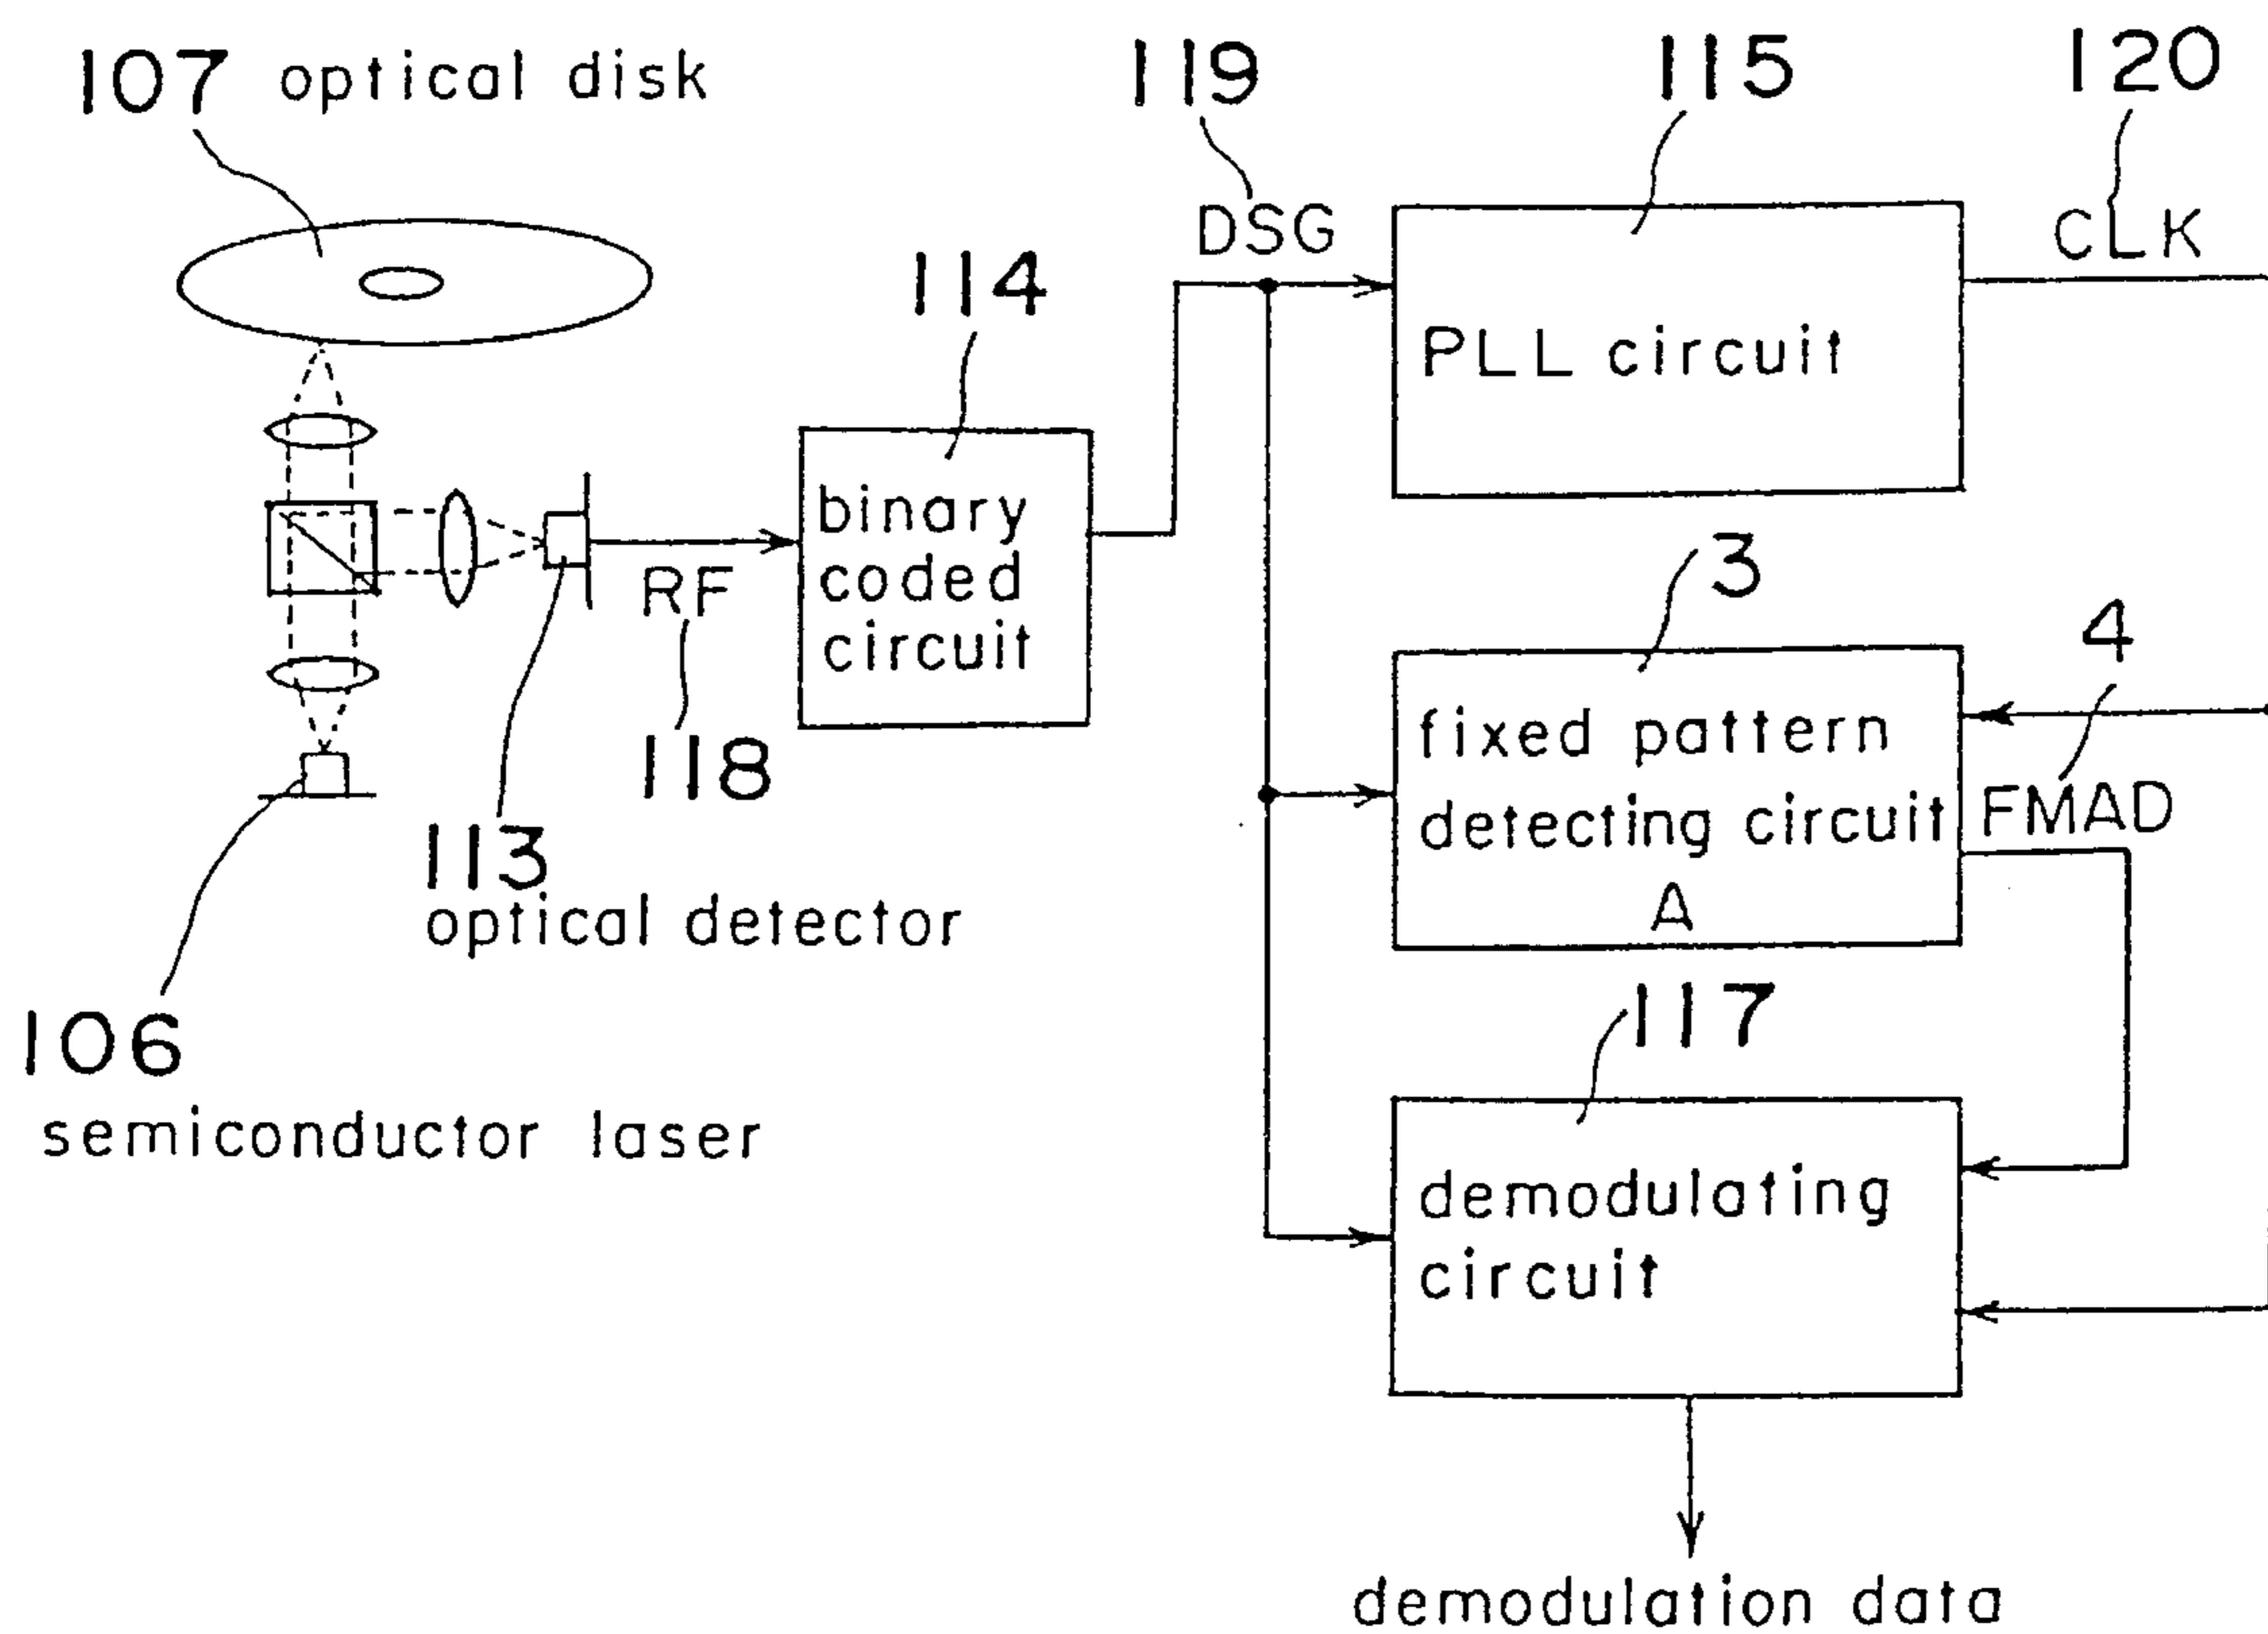 107 optical disk
119
115
120
DSG
CLK
114
PLL circuit
binary
coded
circuit
RF
118
3
4
fixed pattern
detecting circuit
A
FMAD
113
optical detector
106
semiconductor laser
117
demodulating
circuit
demodulation data